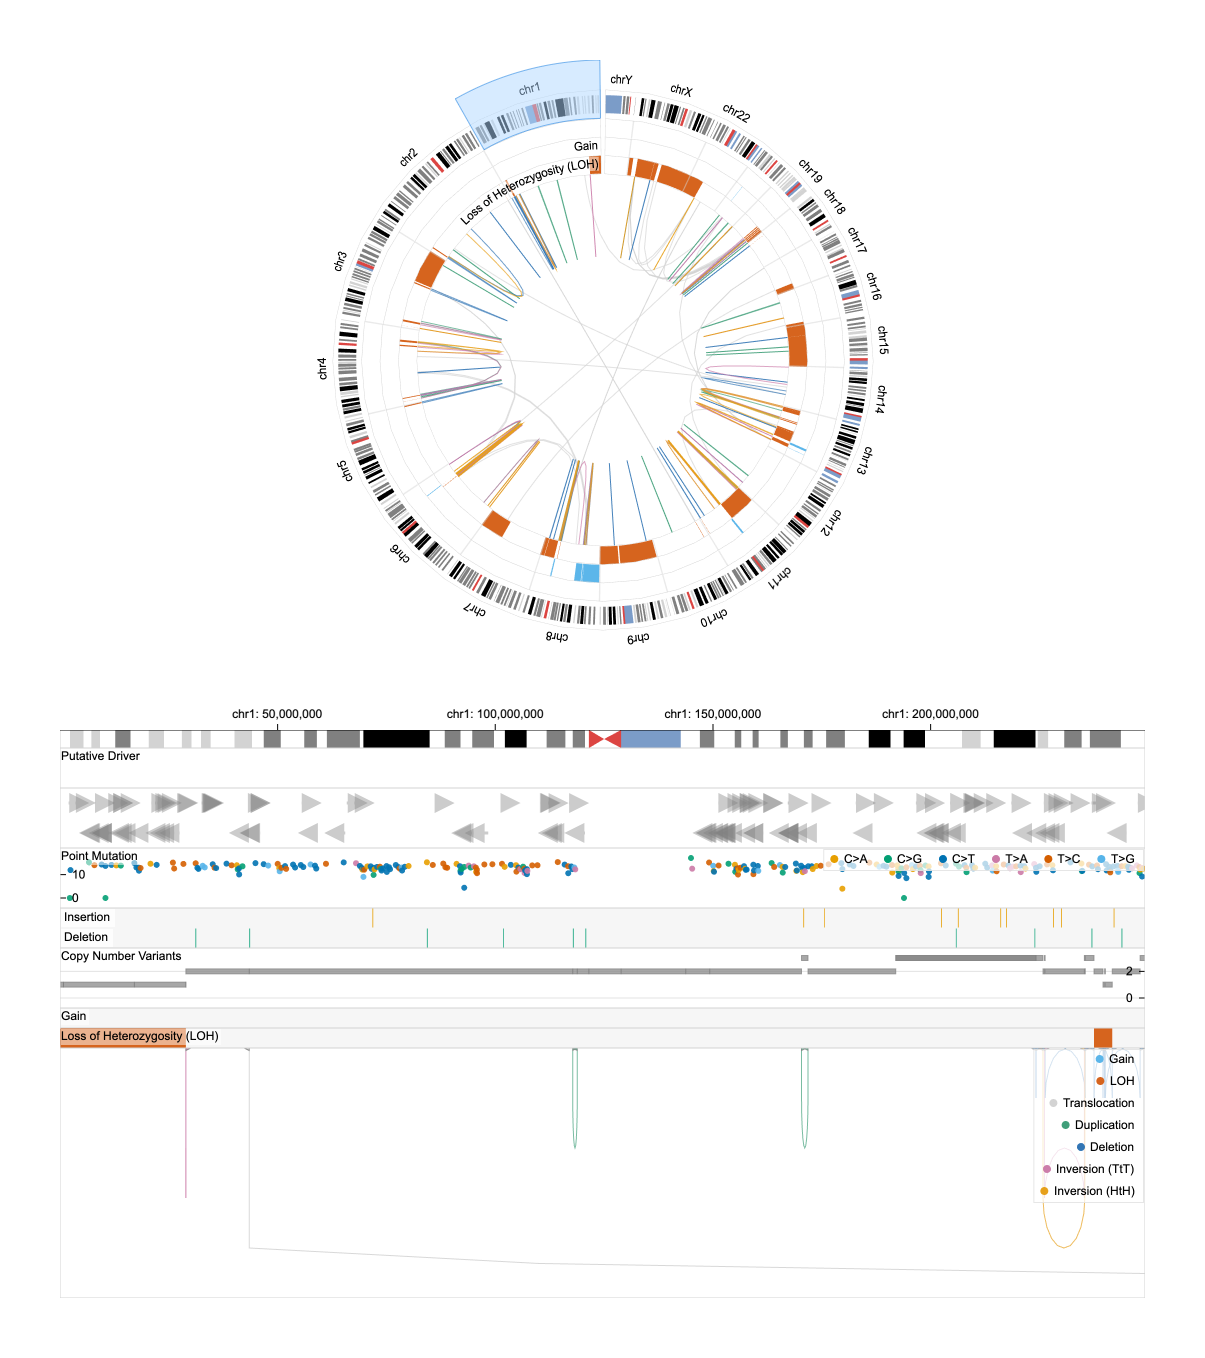 chr1
chrY
chrX
chr22
chr19
chr18
chr17
chr16
chr15
chr14
chr13
chr12
chr11
chr10
chr9
chr8
chr7
chr6
chr5
chr4
chr3
chr2
Gain
Loss of Heterozygosity (LOH)
chr1: 50,000,000 chr1: 100,000,000 chr1: 150,000,000 chr1: 200,000,000
Putative Driver
Point Mutation
C>A C>G C>T T>A T>C T>G
10
0
Insertion
Deletion
Copy Number Variants
2
0
Gain
Loss of Heterozygosity (LOH)
Gain
LOH
Translocation
Duplication
Deletion
Inversion (TtT)
Inversion (HtH)